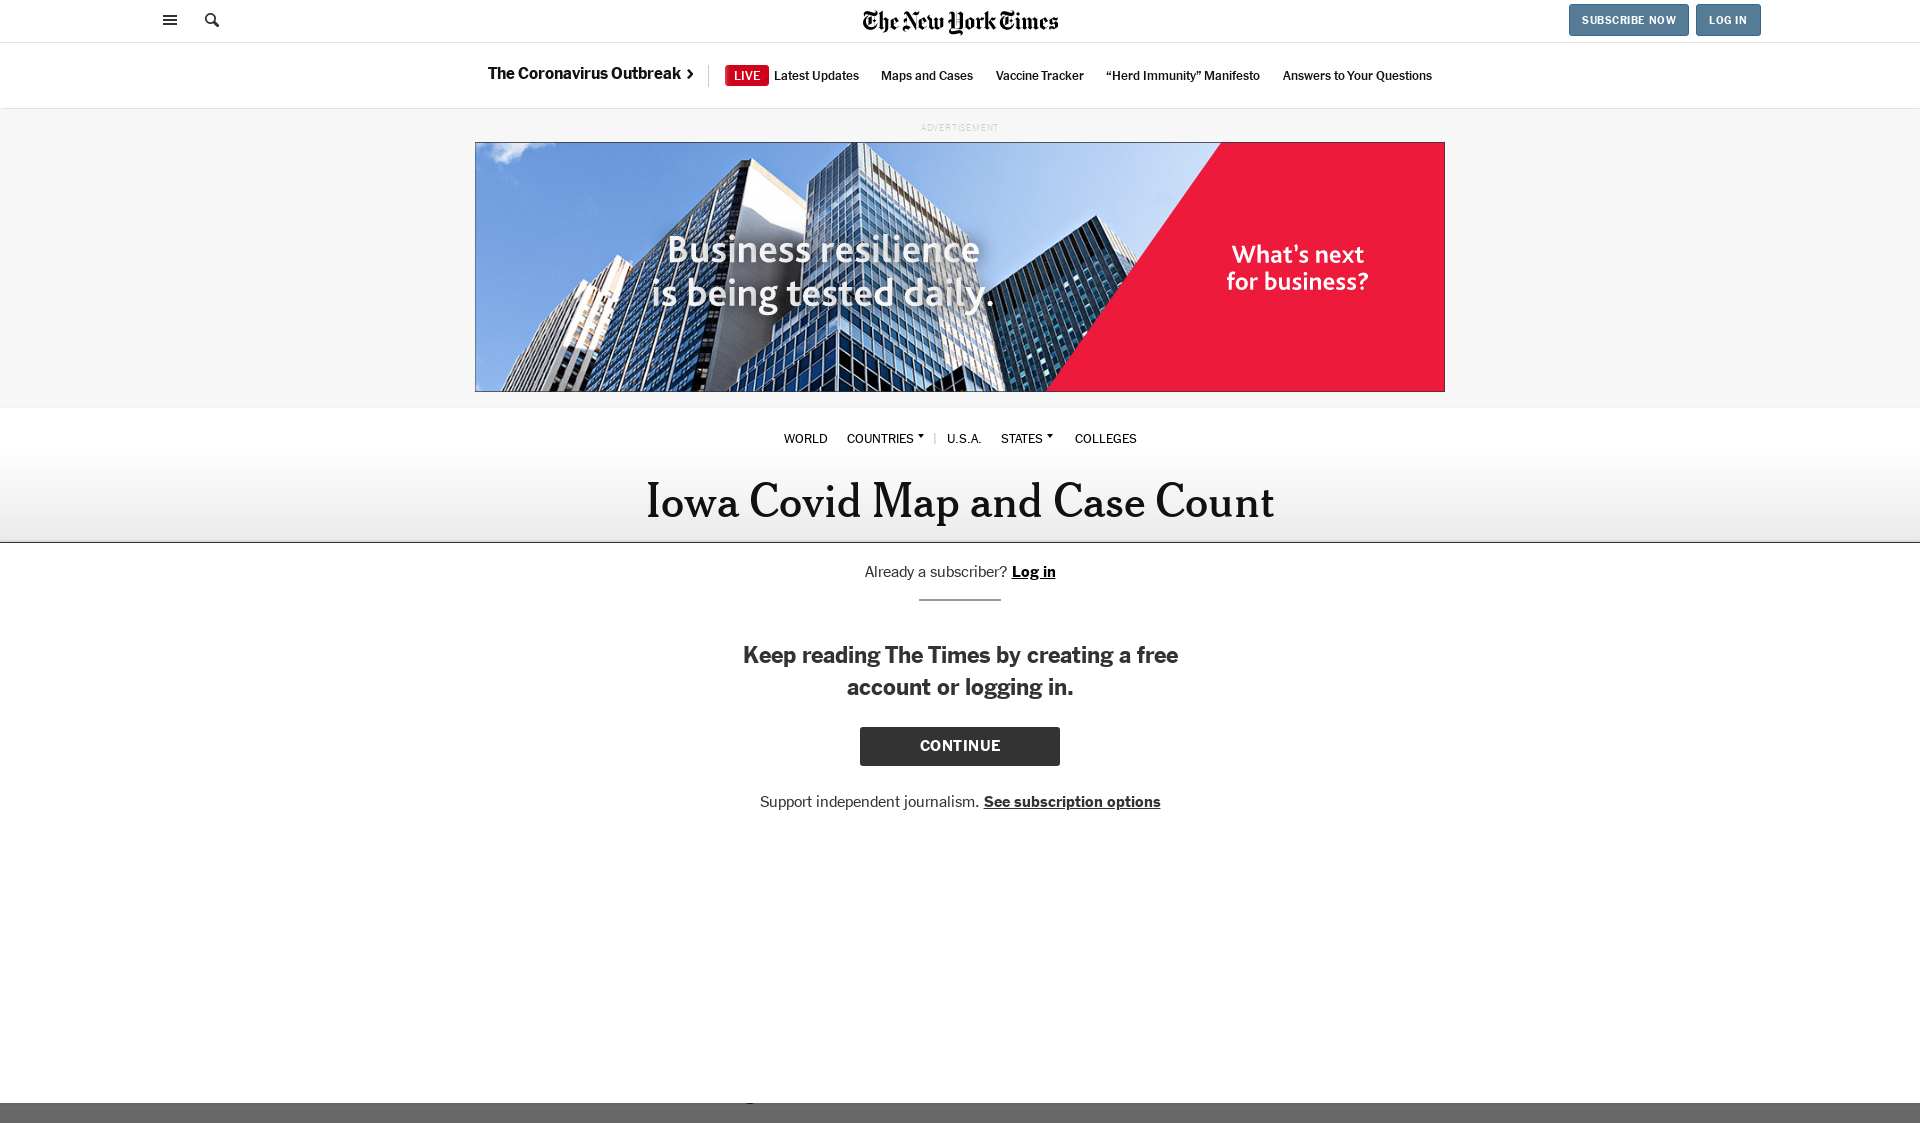 The New York Times
SUBSCRIBE NOW
LOG IN
The Coronavirus Outbreak
LIVE Latest Updates
Maps and Cases
Vaccine Tracker
“Herd Immunity” Manifesto
Answers to Your Questions
ADVERTISEMENT
Business resilience
is being tested daily.
What’s next
for business?
WORLD
COUNTRIES
U.S.A.
STATES
COLLEGES
Iowa Covid Map and Case Count
Already a subscriber? Log in
Keep reading The Times by creating a free
account or logging in.
CONTINUE
Support independent journalism. See subscription options